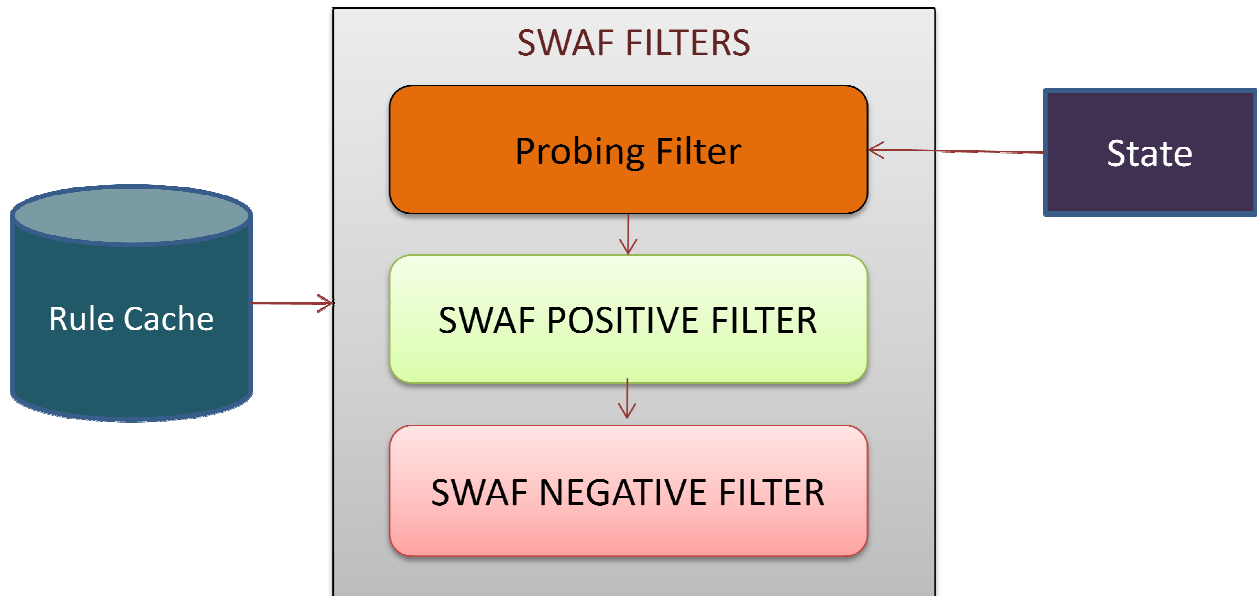 SWAF FILTERS
Probing Filter
State
Rule Cache
SWAF POSITIVE FILTER
SWAF NEGATIVE FILTER